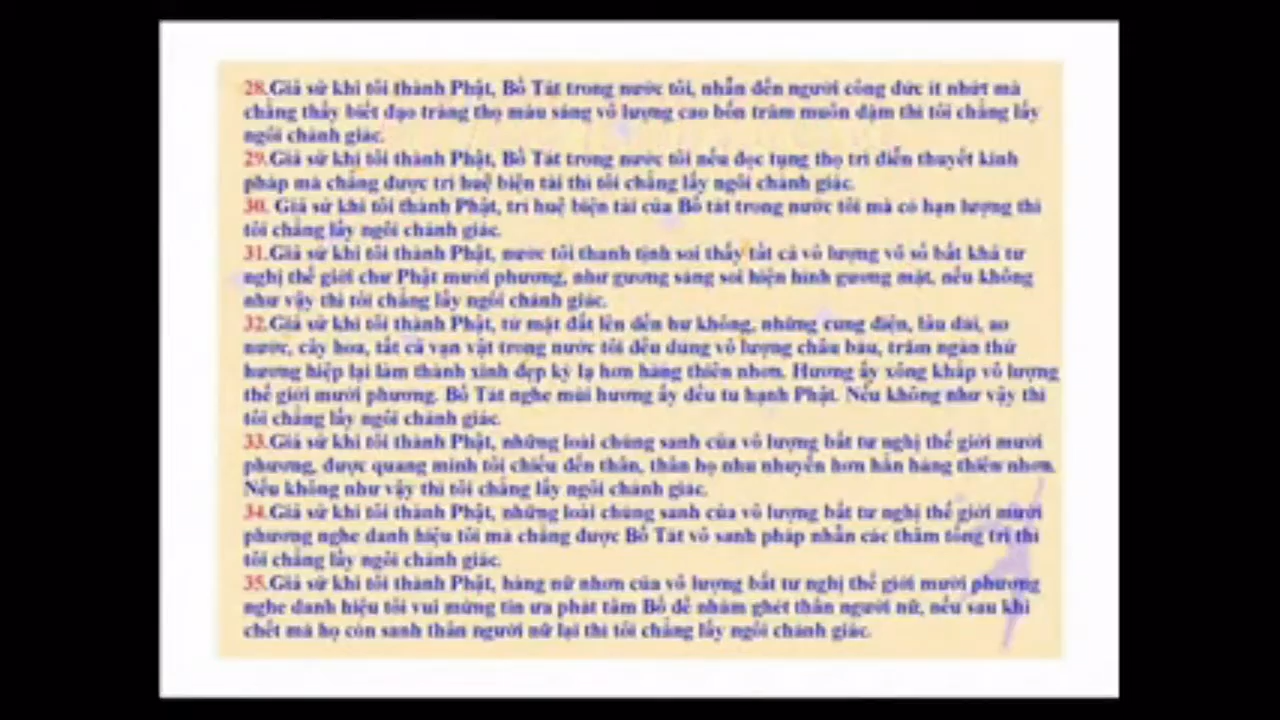 28.Giả sử khi tôi thành Phật, Bồ Tát trong nước tôi, nhẫn đến người công đức ít nhứt mà
chẳng thấy biết đạo tràng thọ màu sáng vô lượng cao bốn trăm muôn dặm thì tôi chẳng lấy
ngôi chánh giác.
29.Giả sử khi tôi thành Phật, Bồ Tát trong nước tôi nếu đọc tụng thọ trì diễn thuyết kinh
pháp mà chẳng được trí huệ biện tài thì tôi chẳng lấy ngôi chánh giác.
30. Giả sử khi tôi thành Phật, trí huệ biện tài của Bồ tát trong nước tôi mà có hạn lượng thì
tôi chẳng lấy ngôi chánh giác.
31.Giả sử khi tôi thành Phật, nước tôi thanh tịnh soi thấy tất cả vô lượng vô số bất khả tư
nghị thế giới chư Phật mười phương, như gương sáng soi hiện hình gương mặt, nếu không
như vậy thì tôi chẳng lấy ngôi chánh giác.
32.Giả sử khi tôi thành Phật, từ mặt đất lên đến hư không, những cung điện, lâu đài, ao
nước, cây hoa, tất cả vạn vật trong nước tôi đều dùng vô lượng châu báu, trăm ngàn thứ
hương hiệp lại làm thành xinh đẹp kỳ lạ hơn hàng thiên nhơn. Hương ấy xông khắp vô lượng
thế giới mười phương. Bồ Tát nghe mùi hương ấy đều tu hạnh Phật. Nếu không như vậy thì
tôi chẳng lấy ngôi chánh giác.
33.Giả sử khi tôi thành Phật, những loài chúng sanh của vô lượng bất tư nghị thế giới mười
phương, được quang minh tôi chiếu đến thân, thân họ nhu nhuyến hơn hẳn hàng thiên nhơn.
Nếu không như vậy thì tôi chẳng lấy ngôi chánh giác.
34.Giả sử khi tôi thành Phật, những loài chúng sanh của vô lượng bất tư nghị thế giới mười
phương nghe danh hiệu tôi mà chẳng được Bồ Tát vô sanh pháp nhẫn các thâm tổng trì thì
tôi chẳng lấy ngôi chánh giác.
35.Giả sử khi tôi thành Phật, hàng nữ nhơn của vô lượng bất tư nghị thế giới mười phương
nghe danh hiệu tôi vui mừng tin ưa phát tâm Bồ đề nhàm ghét thân người nữ, nếu sau khi
chết mà họ còn sanh thân người nữ lại thì tôi chẳng lấy ngôi chánh giác.